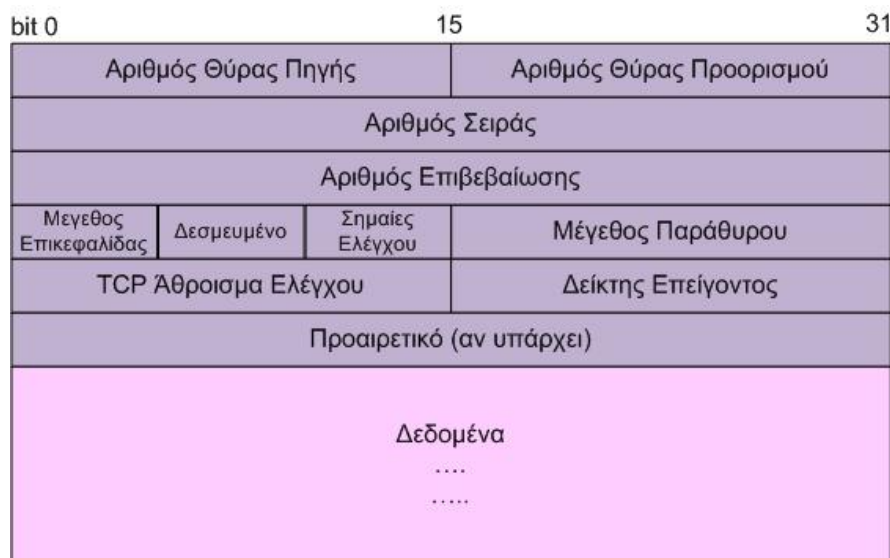 bit 0 15 31
Αριθμός Θύρας Πηγής Αριθμός Θύρας Προορισμού
Αριθμός Σειράς
Αριθμός Επιβεβαίωσης
Μεγεθος
Επικεφαλίδας
Δεσμευμένο
Σημαίες
Ελέγχου
Μέγεθος Παράθυρου
TCP Άθροισμα Ελέγχου Δείκτης Επείγοντος
Προαιρετικό (αν υπάρχει)
Δεδομένα
....
.....